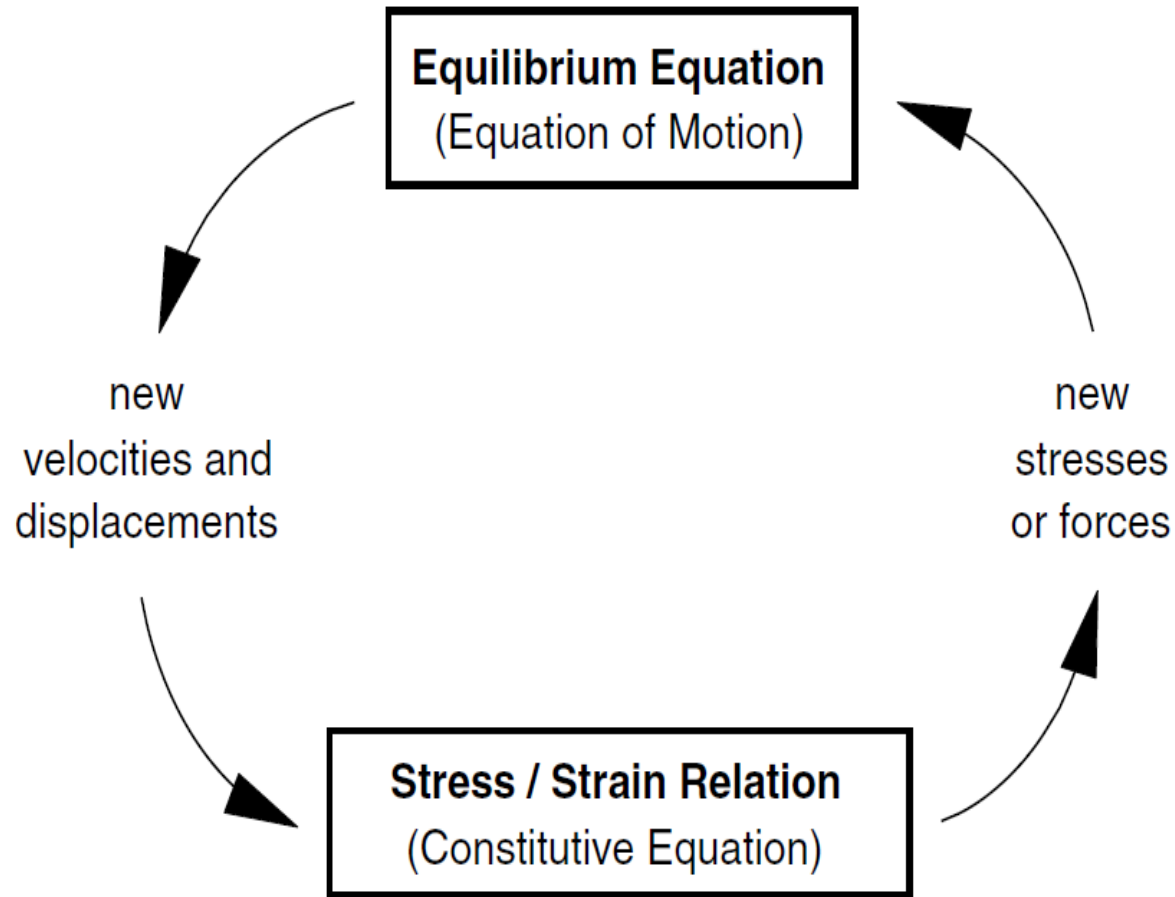 Equilibrium Equation
(Equation of Motion)
new
velocities and
displacements
new
stresses
or forces
Stress / Strain Relation
(Constitutive Equation)